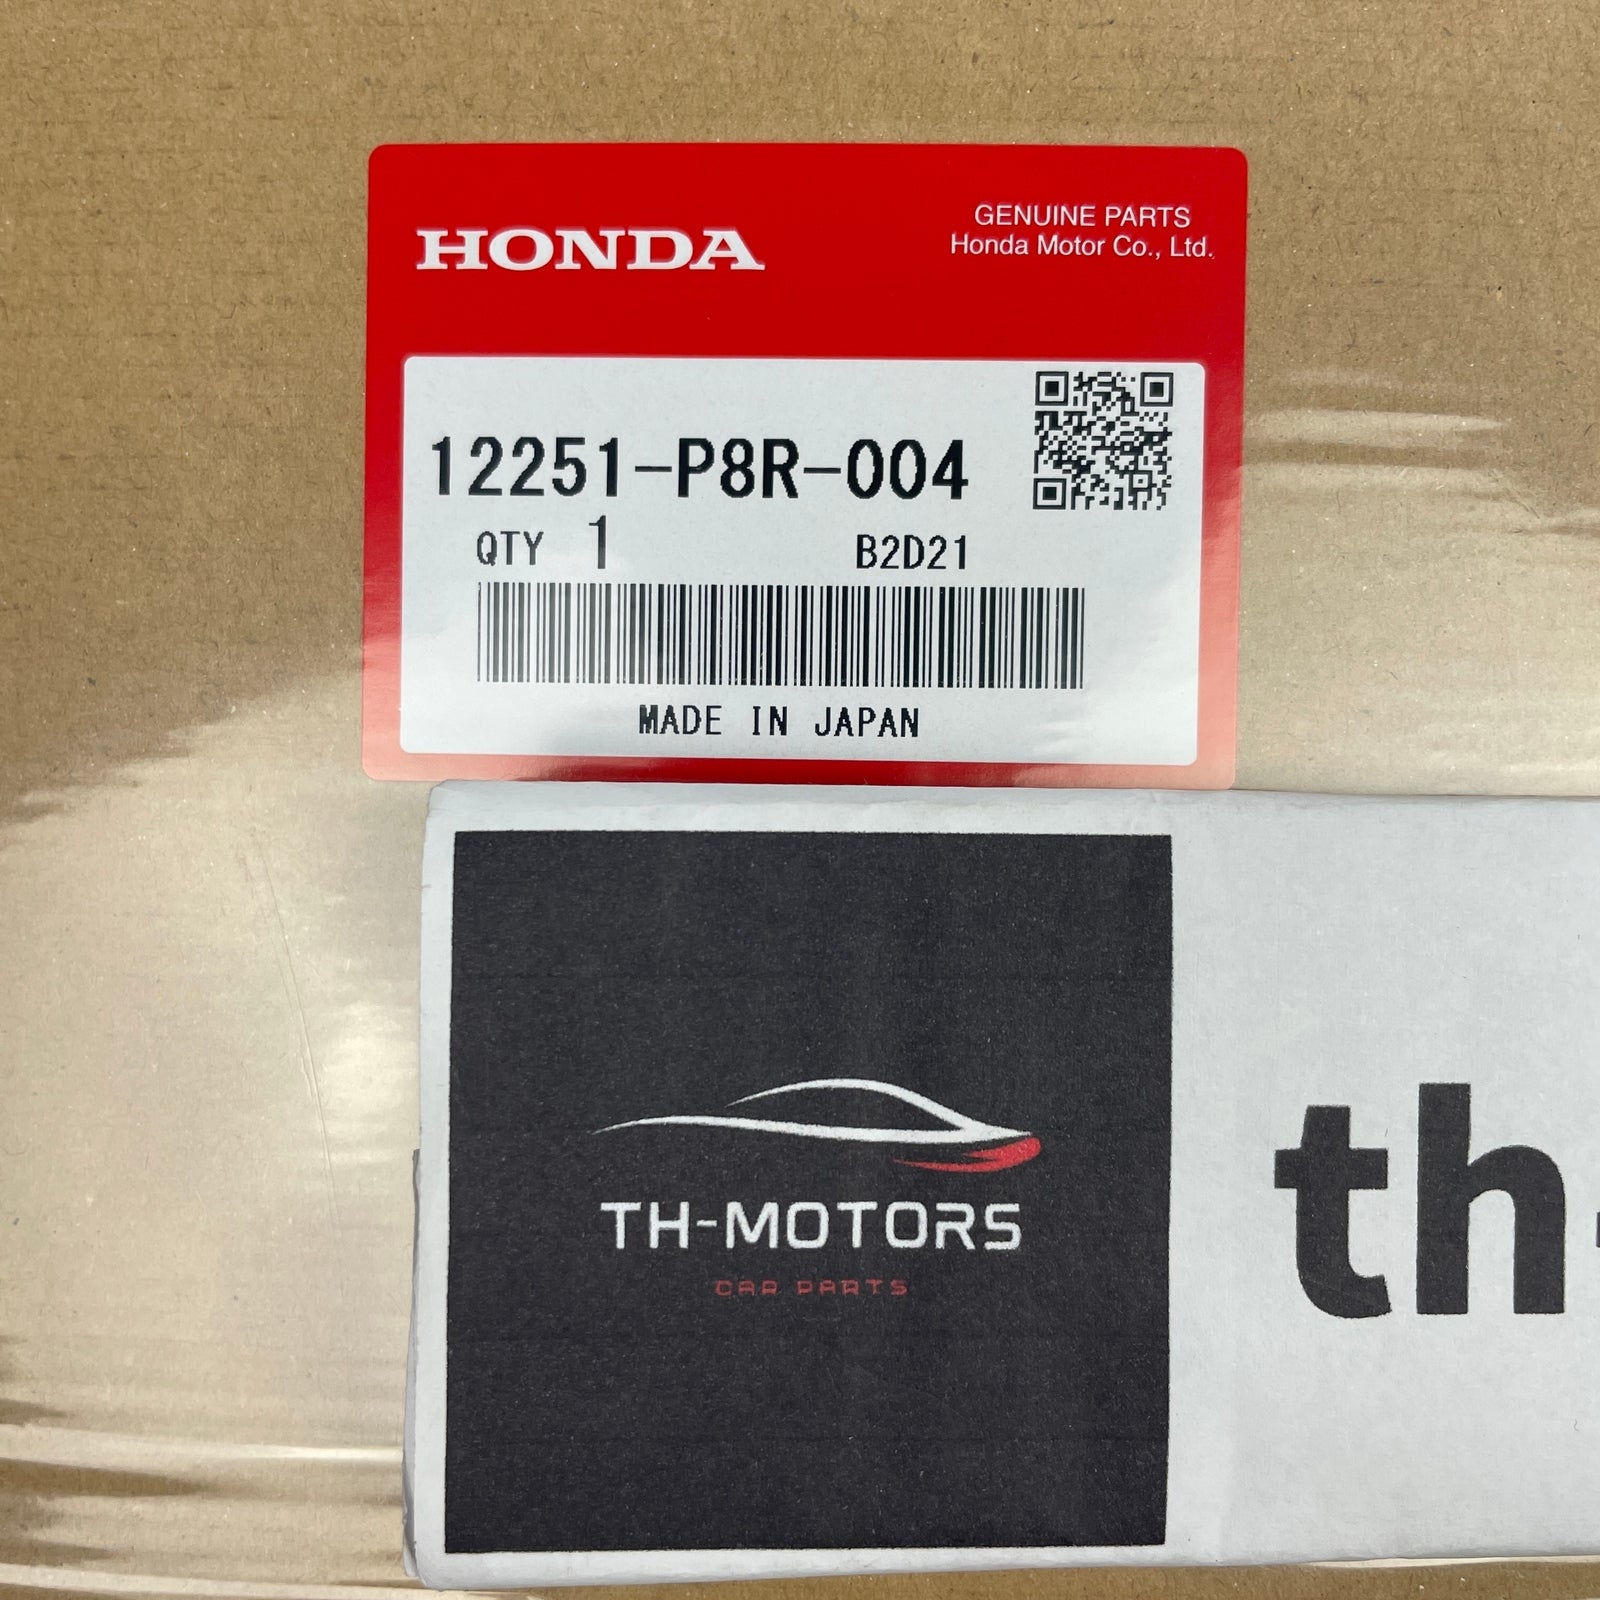 HONDA
GENUINE PARTS
Honda Motor Co., Ltd.
12251-P8R-004
QTY 1 B2D21
MADE IN JAPAN
TH-MOTORS
CAR PARTS
th-